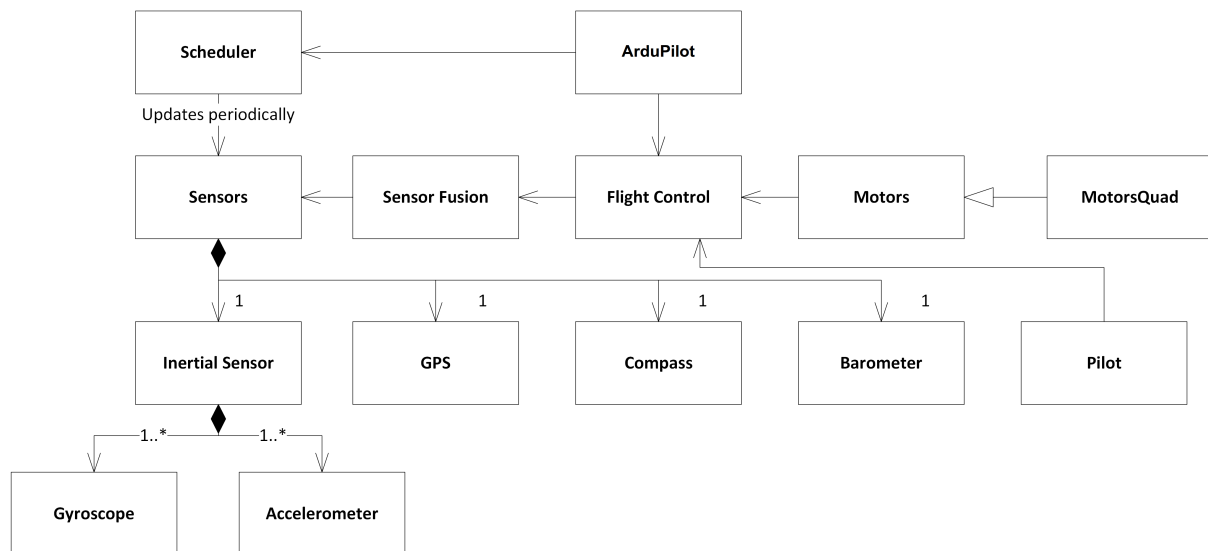 Scheduler
ArduPilot
Updates periodically
Sensors
Sensor Fusion
Flight Control
Motors
MotorsQuad
1
1
1
1
Inertial Sensor
GPS
Compass
Barometer
Pilot
1..*
1..*
Gyroscope
Accelerometer